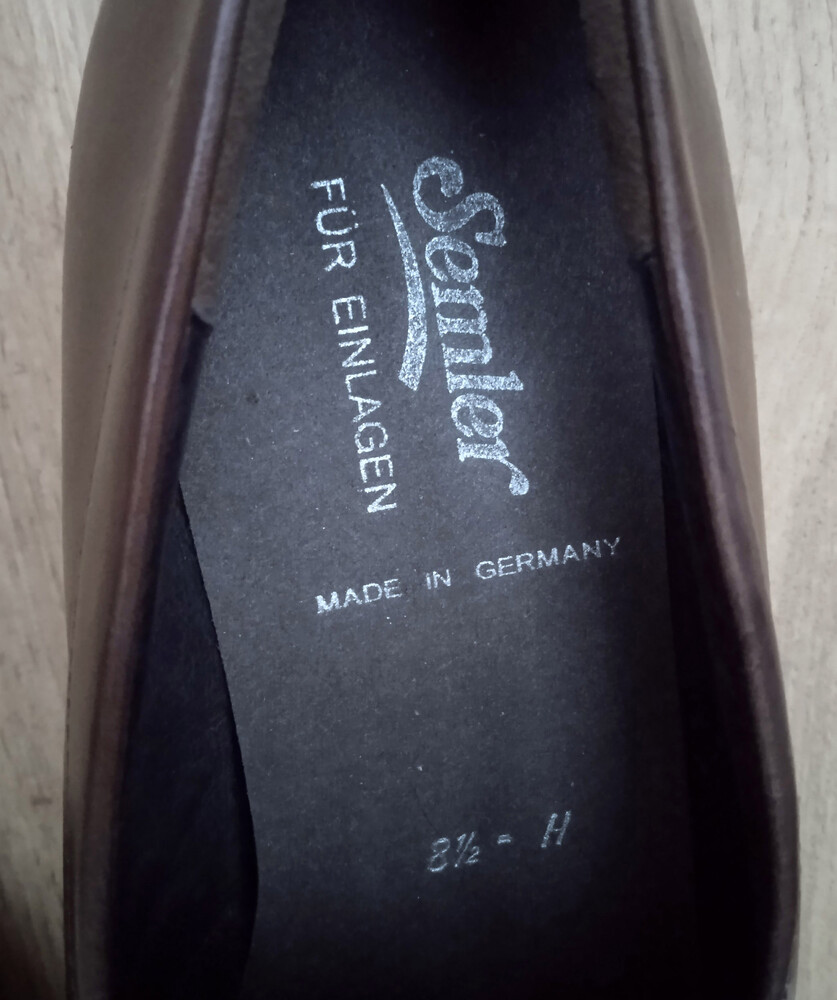 Semler
FÜR EINLAGEN
MADE IN GERMANY
8½ - H